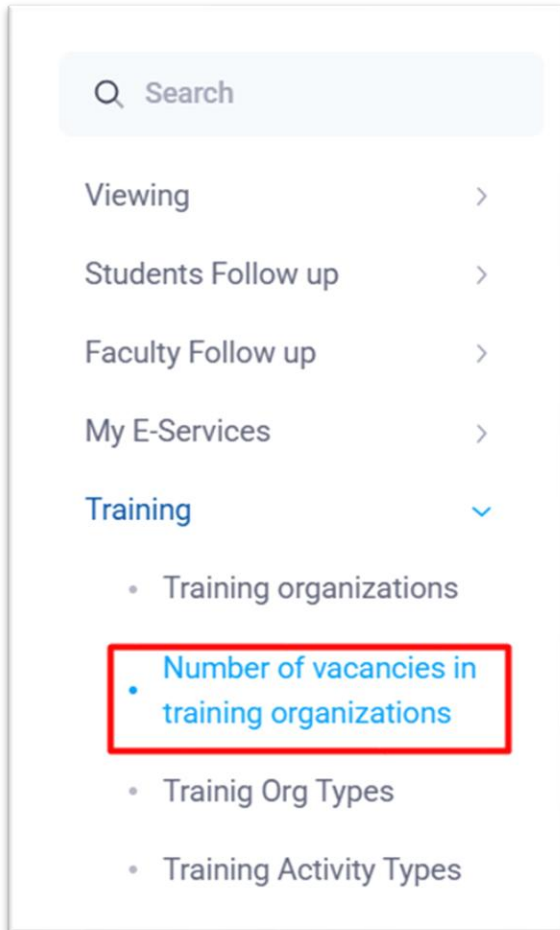 Search
Viewing
Students Follow up
Faculty Follow up
My E-Services
Training
Training organizations
Number of vacancies in
training organizations
Trainig Org Types
Training Activity Types